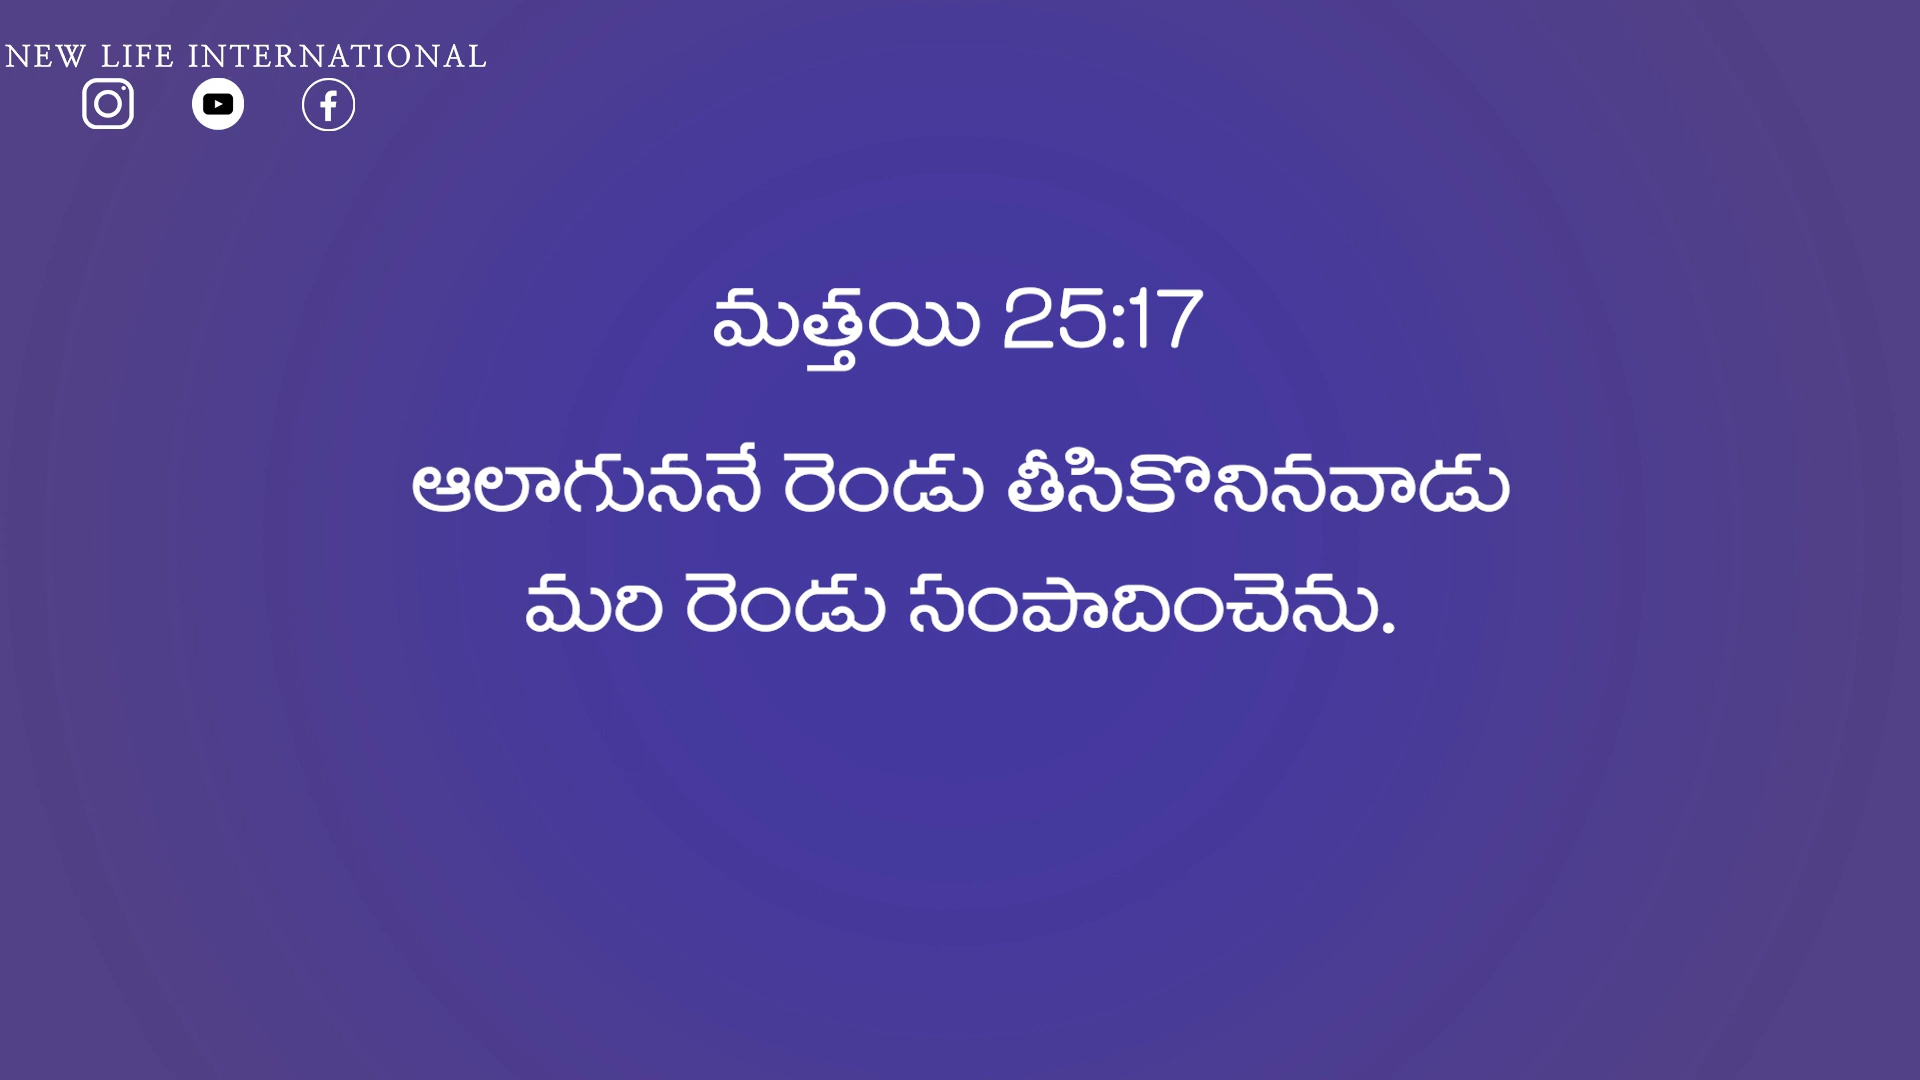 NEW LIFE INTERNATIONAL
మత్తయి 25:17
ఆలాగుననే రెండు తీసికొనినవాడు
మరి రెండు సంపాదించెను.